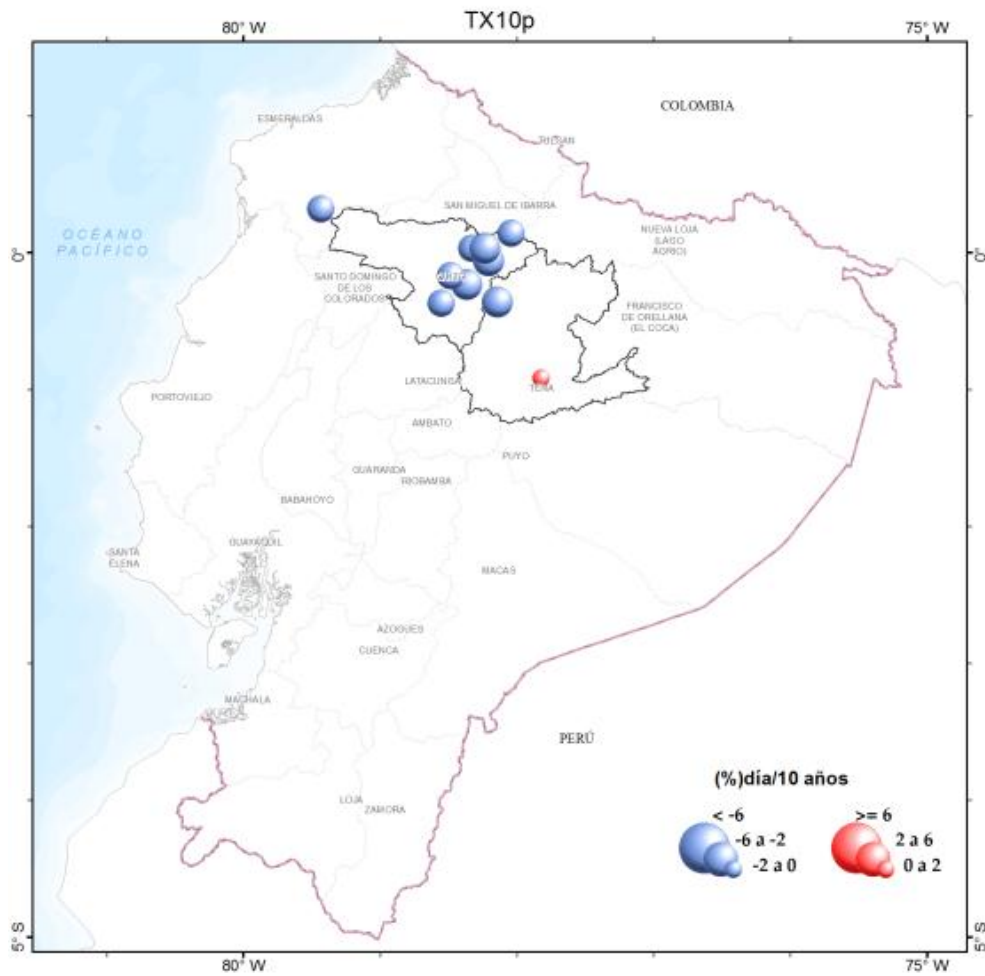 TX10p
80° W
75° W
COLOMBIA
ESMERALDAS
TULCAN
SAN MIGUEL DE IBARRA
NUEVA LOJA
(LAGO
AGRIO)
OCÉANO
PACÍFICO
0°
0°
QUITO
SANTO DOMINGO
DE LOS
COLORADOS
FRANCISCO
DE ORELLANA
(EL COCA)
LATACUNGA
TENA
PORTOVIEJO
AMBATO
PUYO
GUARANDA
RIOBAMBA
BABAHOYO
GUAYAQUIL
SANTA
ELENA
MACAS
AZOGUES
CUENCA
MACHALA
PERÚ
LOJA
ZAMORA
(%)día/10 años
< -6
-6 a -2
-2 a 0
>= 6
2 a 6
0 a 2
5° S
5° S
80° W
75° W